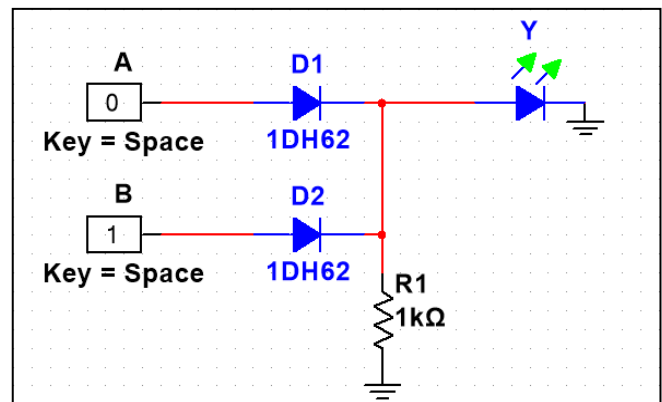 Y
A
D1
0
Key = Space
1DH62
B
D2
1
Key = Space
1DH62
R1
1kΩ